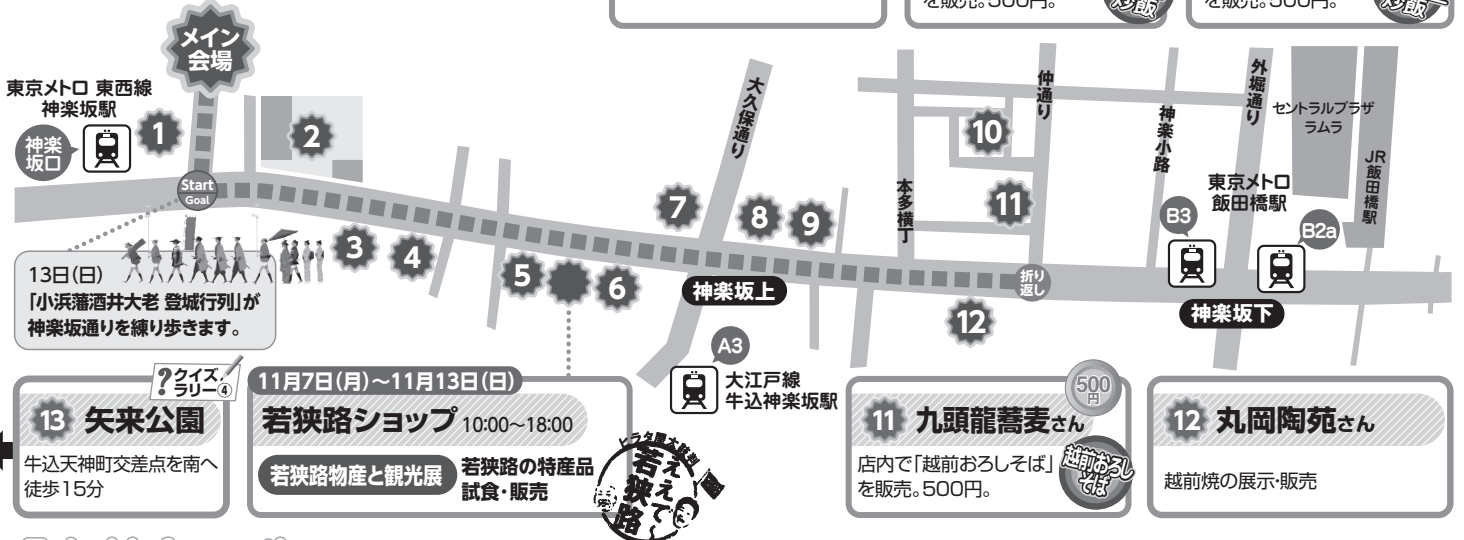 を販売。500円。
炒飯
を販売。500円。
メイン
会場
東京メトロ 東西線
神楽坂駅
神楽
坂口
1
2
Start
Goal
3
4
5
6
7
8
9
10
11
12
大久保通り
本多横丁
仲通り
神楽小路
外堀通り
セントラルプラザ
ラムラ
JR飯田橋駅
東京メトロ
飯田橋駅
B3
B2a
折り
返し
神楽坂上
神楽坂下
A3
大江戸線
牛込神楽坂駅
13日(日)
「小浜藩酒井大老 登城行列」が
神楽坂通りを練り歩きます。
?クイズ
ラリー④
13 矢来公園
牛込天神町交差点を南へ
徒歩15分
11月7日(月)〜11月13日(日)
若狭路ショップ 10:00〜18:00
若狭路物産と観光展
若狭路の特産品
試食・販売
ええで〜
若狭路
500
円
11 九頭龍蕎麦さん
店内で「越前おろしそば」
を販売。500円。
越前おろし
そば
12 丸岡陶苑さん
越前焼の展示・販売